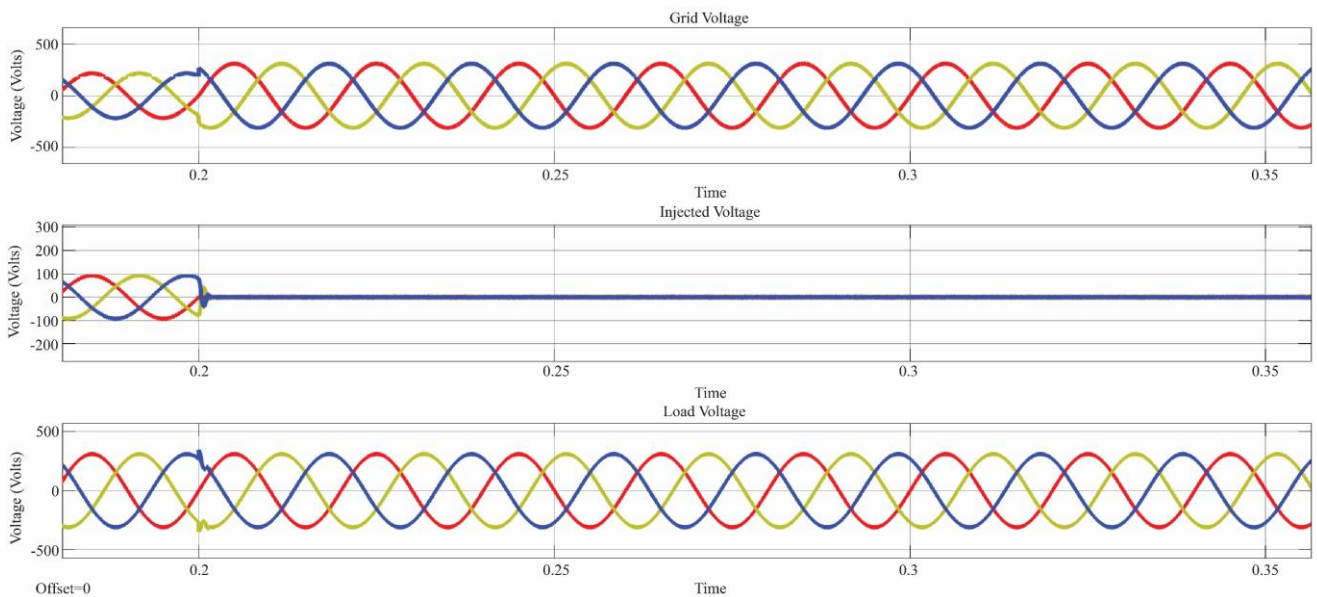 Grid Voltage
Voltage (Volts)
500
0
-500
0.2
0.25
0.3
0.35
Time
Injected Voltage
Voltage (Volts)
300
200
100
0
-100
-200
0.2
0.25
0.3
0.35
Time
Load Voltage
Voltage (Volts)
500
0
-500
0.2
0.25
0.3
0.35
Offset=0
Time